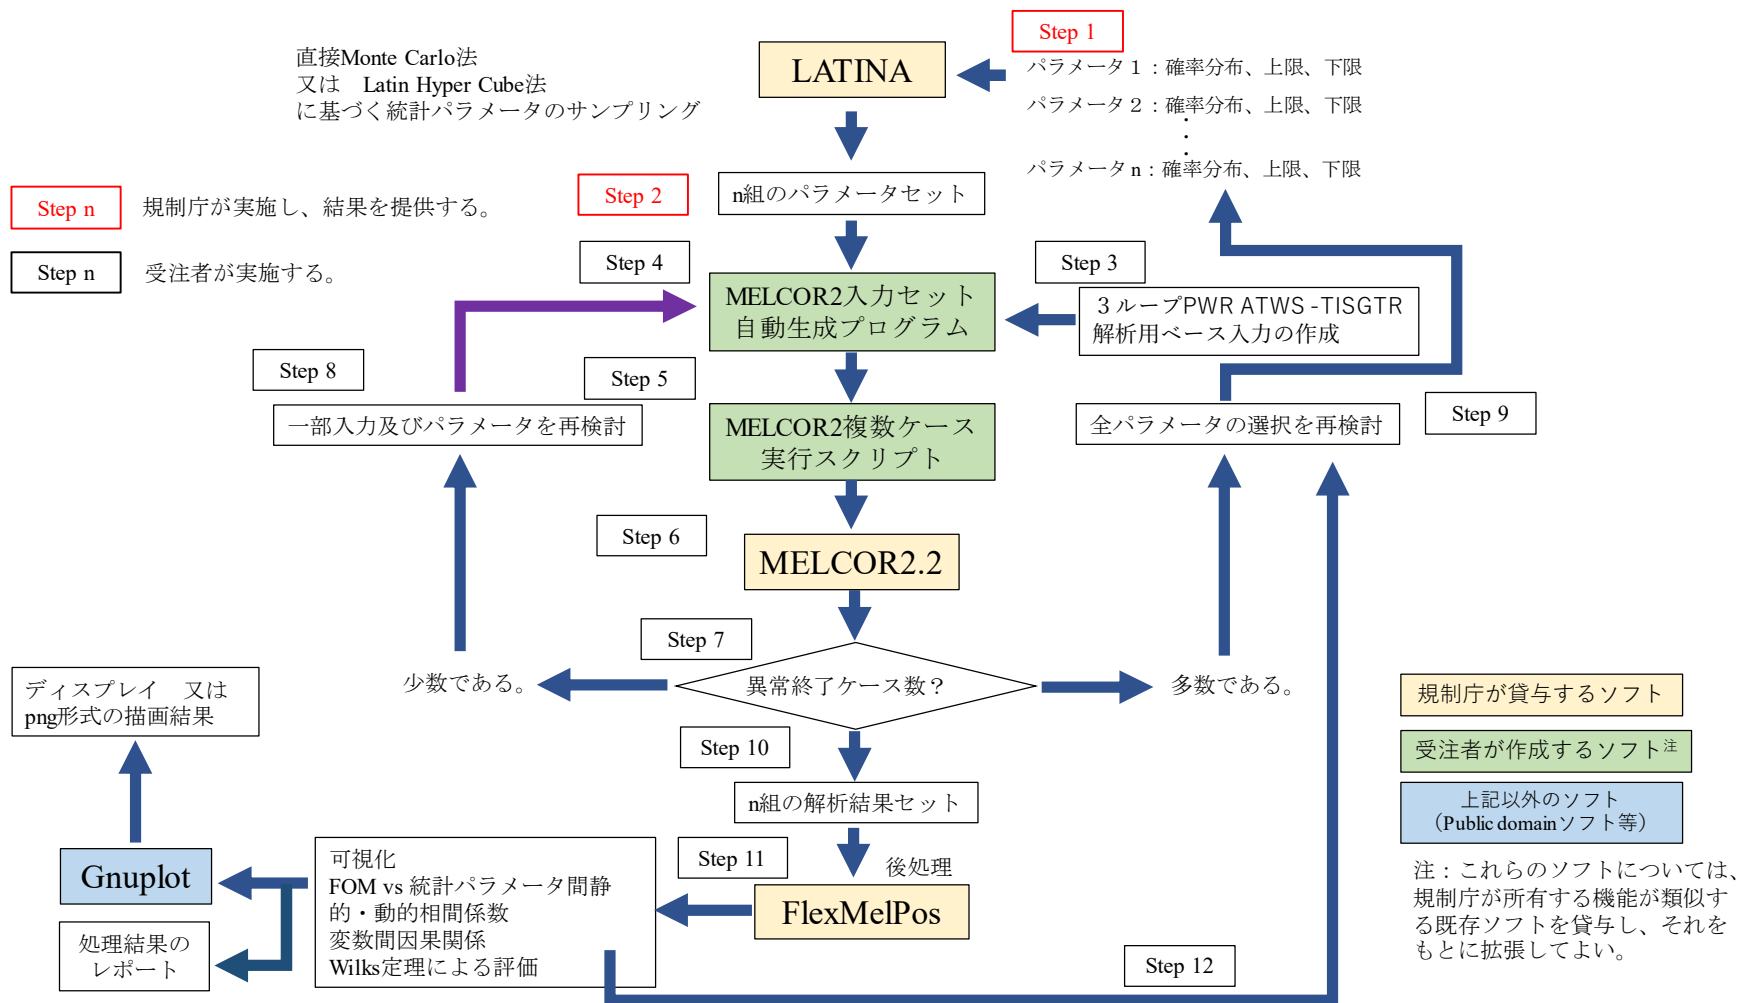 Step 1
直接Monte Carlo法
又は　Latin Hyper Cube法
に基づく統計パラメータのサンプリング
LATINA
パラメータ１：確率分布、上限、下限
パラメータ２：確率分布、上限、下限
・
・
・
パラメータn：確率分布、上限、下限
Step n
規制庁が実施し、結果を提供する。
Step n
受注者が実施する。
Step 2
n組のパラメータセット
Step 4
Step 3
MELCOR2入力セット
自動生成プログラム
３ループPWR ATWS -TISGTR
解析用ベース入力の作成
Step 8
Step 5
一部入力及びパラメータを再検討
MELCOR2複数ケース
実行スクリプト
全パラメータの選択を再検討
Step 9
Step 6
MELCOR2.2
Step 7
少数である。
異常終了ケース数？
多数である。
ディスプレイ　又は
png形式の描画結果
Step 10
n組の解析結果セット
規制庁が貸与するソフト
受注者が作成するソフト注
上記以外のソフト
（Public domainソフト等）
注：これらのソフトについては、
規制庁が所有する機能が類似す
る既存ソフトを貸与し、それを
もとに拡張してよい。
Gnuplot
可視化
FOM vs 統計パラメータ間静
的・動的相関係数
変数間因果関係
Wilks定理による評価
Step 11
後処理
FlexMelPos
処理結果の
レポート
Step 12